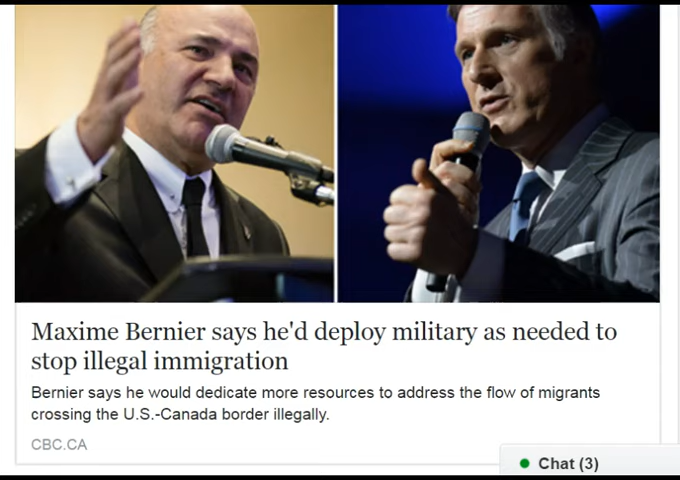 Maxime Bernier says he'd deploy military as needed to
stop illegal immigration
Bernier says he would dedicate more resources to address the flow of migrants
crossing the U.S.-Canada border illegally.
CBC.CA
Chat (3)